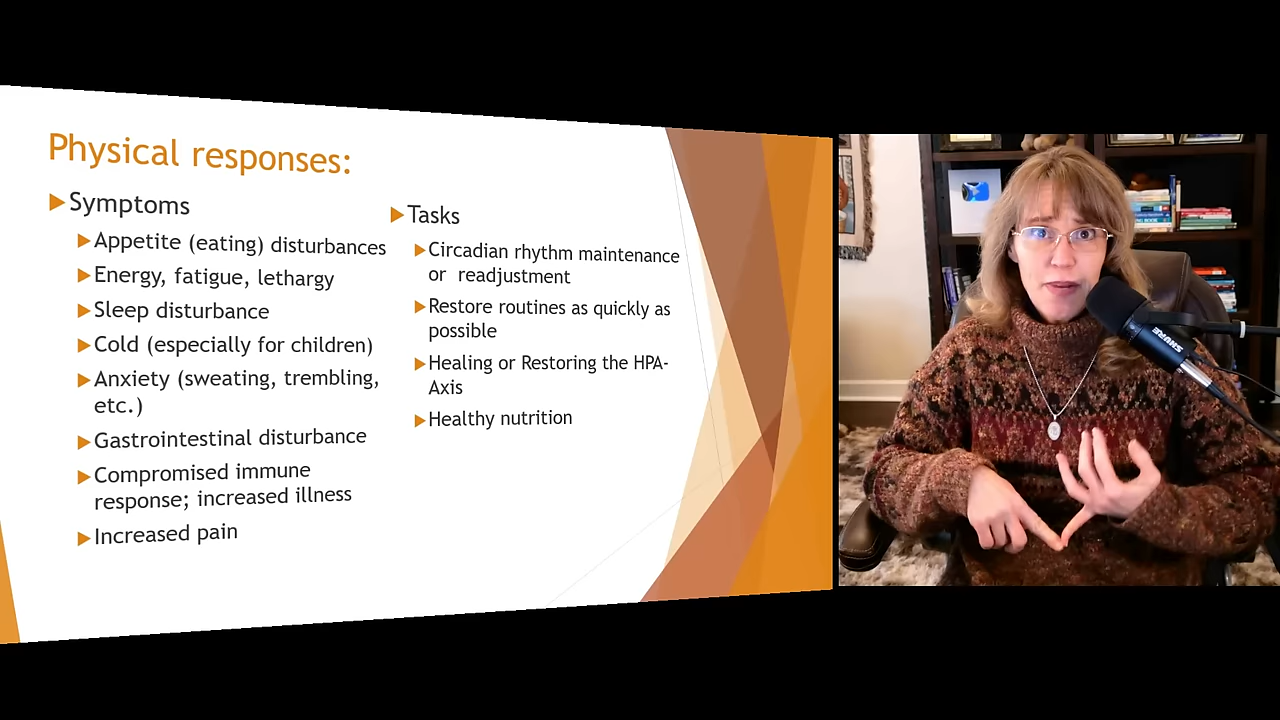 Physical responses:
Symptoms
Appetite (eating) disturbances
Energy, fatigue, lethargy
Sleep disturbance
Cold (especially for children)
Anxiety (sweating, trembling,
etc.)
Gastrointestinal disturbance
Compromised immune
response; increased illness
Increased pain
Tasks
Circadian rhythm maintenance
or readjustment
Restore routines as quickly as
possible
Healing or Restoring the HPA-
Axis
Healthy nutrition
SHURE